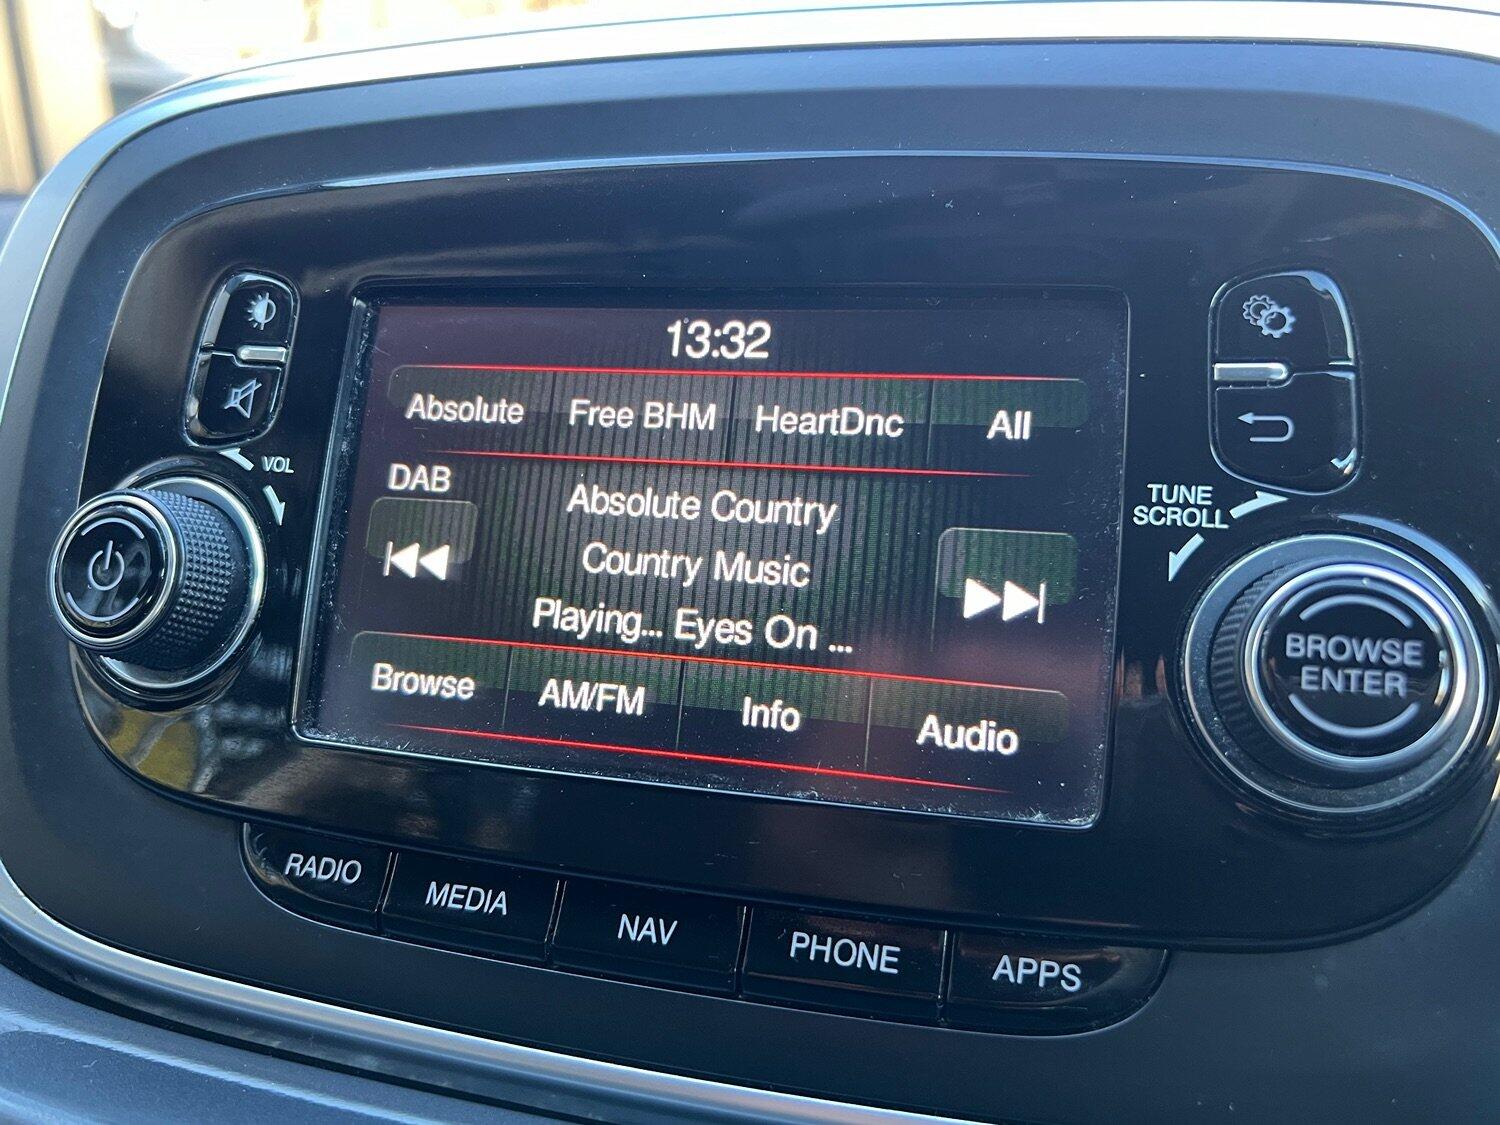 13:32
Absolute Free BHM HeartDnc All
DAB
Absolute Country
Country Music
Playing... Eyes On ...
Browse AM/FM Info Audio
VOL
TUNE
SCROLL
BROWSE
ENTER
RADIO MEDIA NAV PHONE APPS